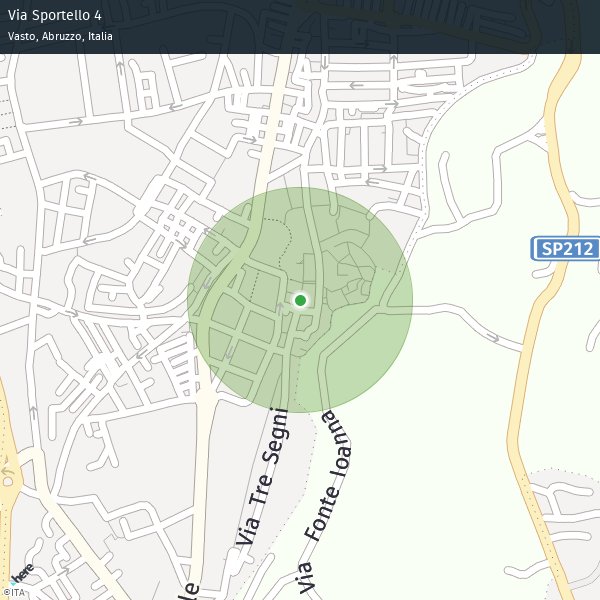 Via Sportello 4
Vasto, Abruzzo, Italia
SP212
Via Tre Segni
Via Fonte Ioanna
le
here
©ITA